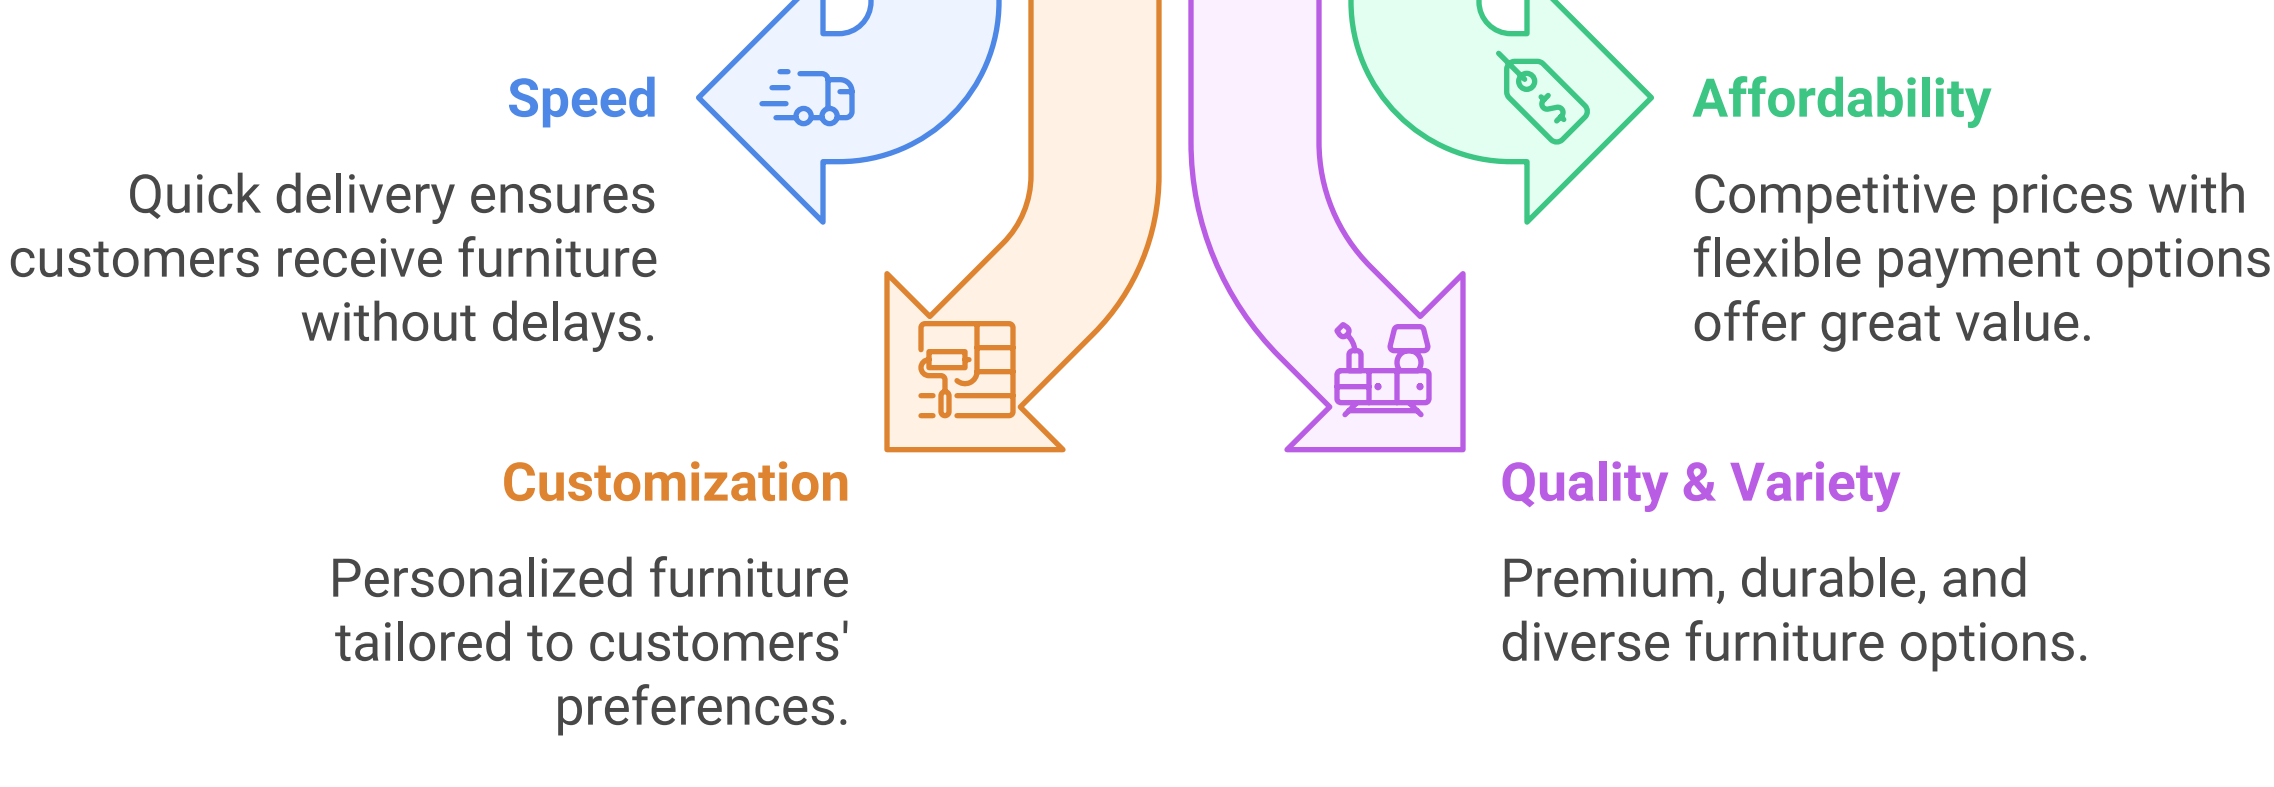 Speed
Quick delivery ensures
customers receive furniture
without delays.
Affordability
Competitive prices with
flexible payment options
offer great value.
Customization
Personalized furniture
tailored to customers'
preferences.
Quality & Variety
Premium, durable, and
diverse furniture options.